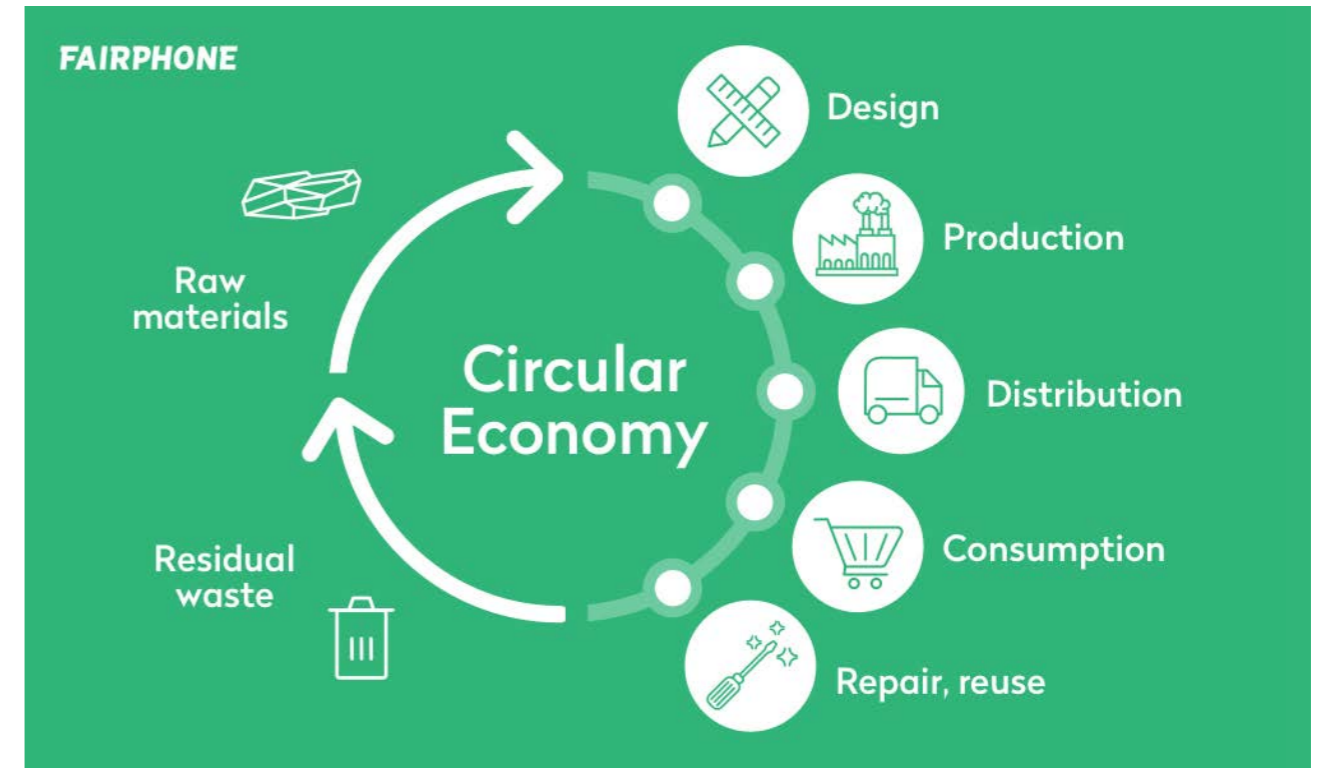 FAIRPHONE
Design
Production
Raw
materials
Circular
Economy
Distribution
Consumption
Residual
waste
Repair, reuse